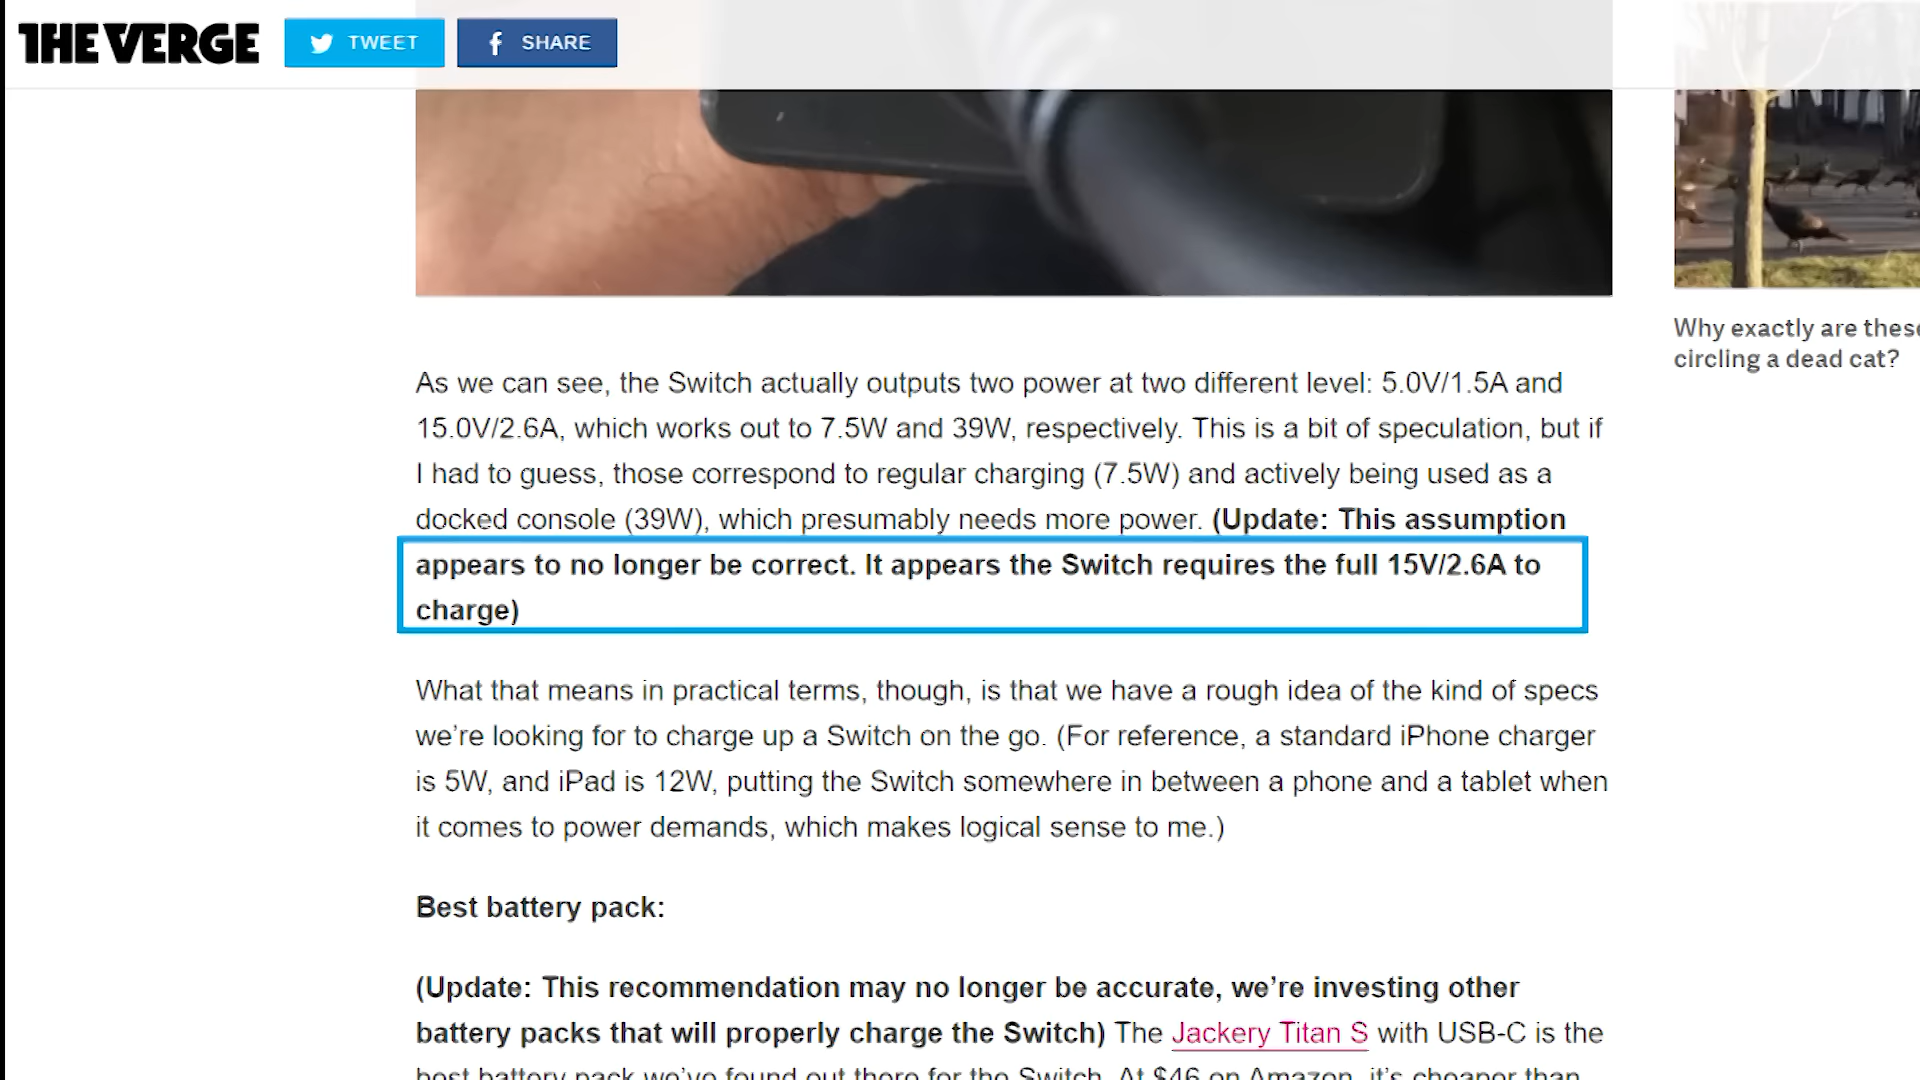 THE VERGE
TWEET
SHARE
Why exactly are these
circling a dead cat?
As we can see, the Switch actually outputs two power at two different level: 5.0V/1.5A and
15.0V/2.6A, which works out to 7.5W and 39W, respectively. This is a bit of speculation, but if
I had to guess, those correspond to regular charging (7.5W) and actively being used as a
docked console (39W), which presumably needs more power. (Update: This assumption
appears to no longer be correct. It appears the Switch requires the full 15V/2.6A to
charge)
What that means in practical terms, though, is that we have a rough idea of the kind of specs
we're looking for to charge up a Switch on the go. (For reference, a standard iPhone charger
is 5W, and iPad is 12W, putting the Switch somewhere in between a phone and a tablet when
it comes to power demands, which makes logical sense to me.)
Best battery pack:
(Update: This recommendation may no longer be accurate, we're investing other
battery packs that will properly charge the Switch) The Jackery Titan S with USB-C is the
best battery pack we've found out there for the Switch. At $46 on Amazon, it's cheaper than